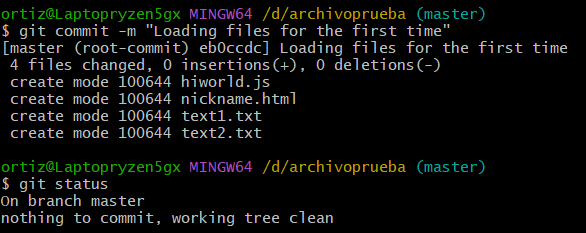 ortiz@Laptopryzen5gx MINGW64 /d/archivoprueba (master)
$ git commit -m "Loading files for the first time"
[master (root-commit) eb0ccdc] Loading files for the first time
 4 files changed, 0 insertions(+), 0 deletions(-)
 create mode 100644 hiworld.js
 create mode 100644 nickname.html
 create mode 100644 text1.txt
 create mode 100644 text2.txt
ortiz@Laptopryzen5gx MINGW64 /d/archivoprueba (master)
$ git status
On branch master
nothing to commit, working tree clean